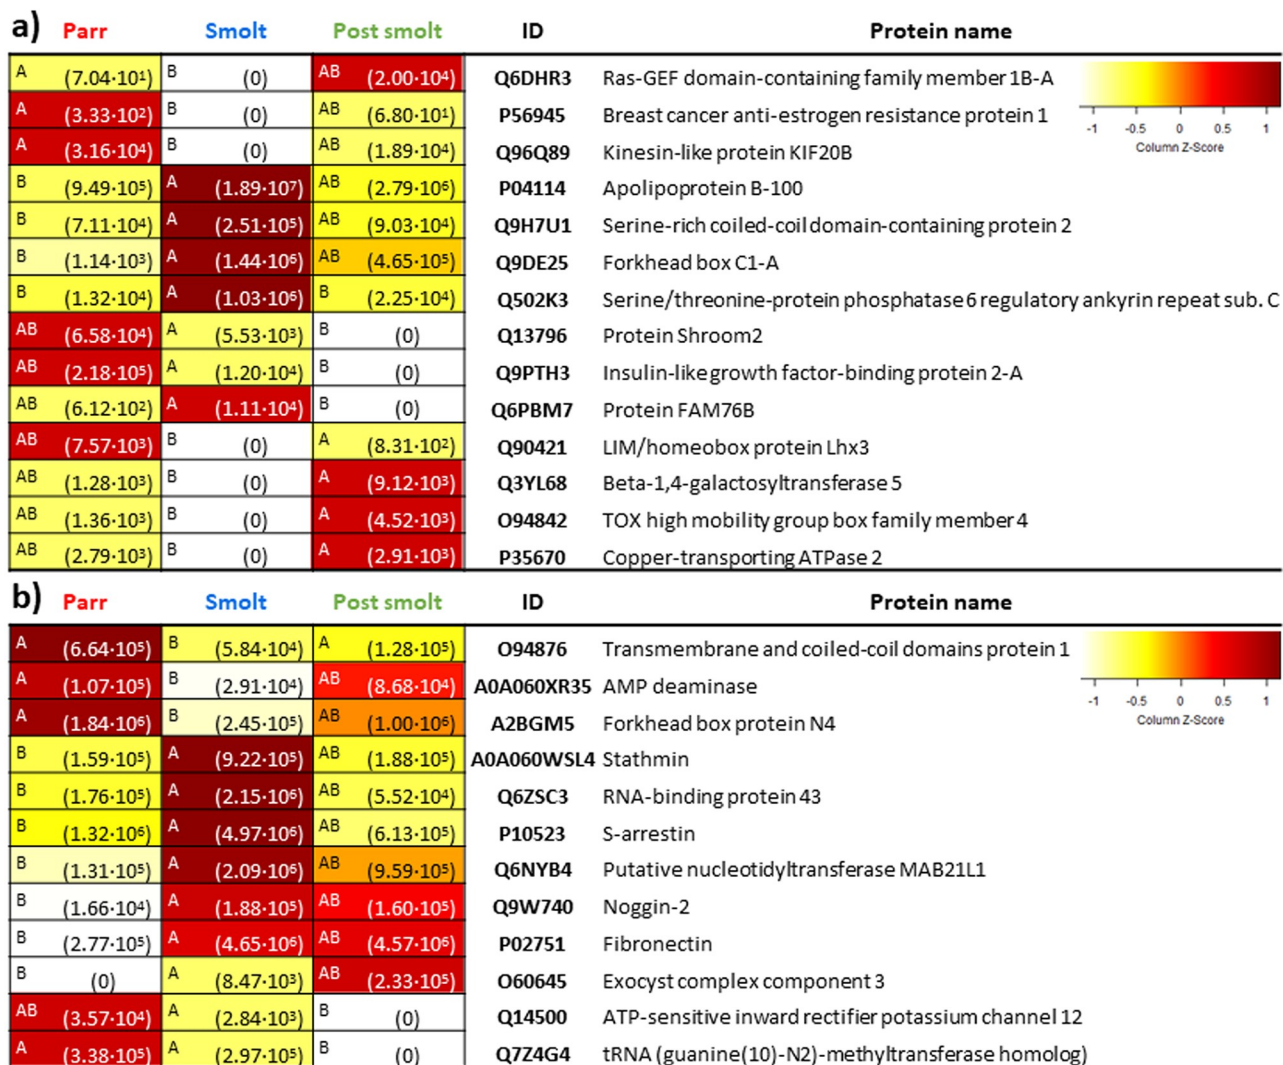 a) Parr Smolt Post smolt ID Protein name
A (7.04·10¹) B (0) AB (2.00·10⁴) Q6DHR3 Ras-GEF domain-containing family member 1B-A
A (3.33·10²) B (0) AB (6.80·10¹) P56945 Breast cancer anti-estrogen resistance protein 1
-1 -0.5 0 0.5 1
Column Z-Score
A (3.16·10⁴) B (0) AB (1.89·10⁴) Q96Q89 Kinesin-like protein KIF20B
B (9.49·10⁵) A (1.89·10⁷) AB (2.79·10⁶) P04114 Apolipoprotein B-100
B (7.11·10⁴) A (2.51·10⁵) AB (9.03·10⁴) Q9H7U1 Serine-rich coiled-coil domain-containing protein 2
B (1.14·10³) A (1.44·10⁶) AB (4.65·10⁵) Q9DE25 Forkhead box C1-A
B (1.32·10⁴) A (1.03·10⁶) B (2.25·10⁴) Q502K3 Serine/threonine-protein phosphatase 6 regulatory ankyrin repeat sub. C
AB (6.58·10⁴) A (5.53·10³) B (0) Q13796 Protein Shroom2
AB (2.18·10⁵) A (1.20·10⁴) B (0) Q9PTH3 Insulin-like growth factor-binding protein 2-A
AB (6.12·10²) A (1.11·10⁴) B (0) Q6PBM7 Protein FAM76B
AB (7.57·10³) B (0) A (8.31·10²) Q90421 LIM/homeobox protein Lhx3
AB (1.28·10³) B (0) A (9.12·10³) Q3YL68 Beta-1,4-galactosyltransferase 5
AB (1.36·10³) B (0) A (4.52·10³) O94842 TOX high mobility group box family member 4
AB (2.79·10³) B (0) A (2.91·10³) P35670 Copper-transporting ATPase 2
b) Parr Smolt Post smolt ID Protein name
A (6.64·10⁵) B (5.84·10⁴) A (1.28·10⁵) O94876 Transmembrane and coiled-coil domains protein 1
A (1.07·10⁵) B (2.91·10⁴) AB (8.68·10⁴) A0A060XR35 AMP deaminase
-1 -0.5 0 0.5 1
Column Z-Score
A (1.84·10⁶) B (2.45·10⁵) AB (1.00·10⁶) A2BGM5 Forkhead box protein N4
B (1.59·10⁵) A (9.22·10⁵) AB (1.88·10⁵) A0A060WSL4 Stathmin
B (1.76·10⁵) A (2.15·10⁶) AB (5.52·10⁴) Q6ZSC3 RNA-binding protein 43
B (1.32·10⁶) A (4.97·10⁶) AB (6.13·10⁵) P10523 S-arrestin
B (1.31·10⁵) A (2.09·10⁶) AB (9.59·10⁵) Q6NYB4 Putative nucleotidyltransferase MAB21L1
B (1.66·10⁴) A (1.88·10⁵) AB (1.60·10⁵) Q9W740 Noggin-2
B (2.77·10⁵) A (4.65·10⁶) AB (4.57·10⁶) P02751 Fibronectin
B (0) A (8.47·10³) AB (2.33·10⁵) O60645 Exocyst complex component 3
AB (3.57·10⁴) A (2.84·10³) B (0) Q14500 ATP-sensitive inward rectifier potassium channel 12
A (3.38·10⁵) A (2.97·10⁵) B (0) Q7Z4G4 tRNA (guanine(10)-N2)-methyltransferase homolog)